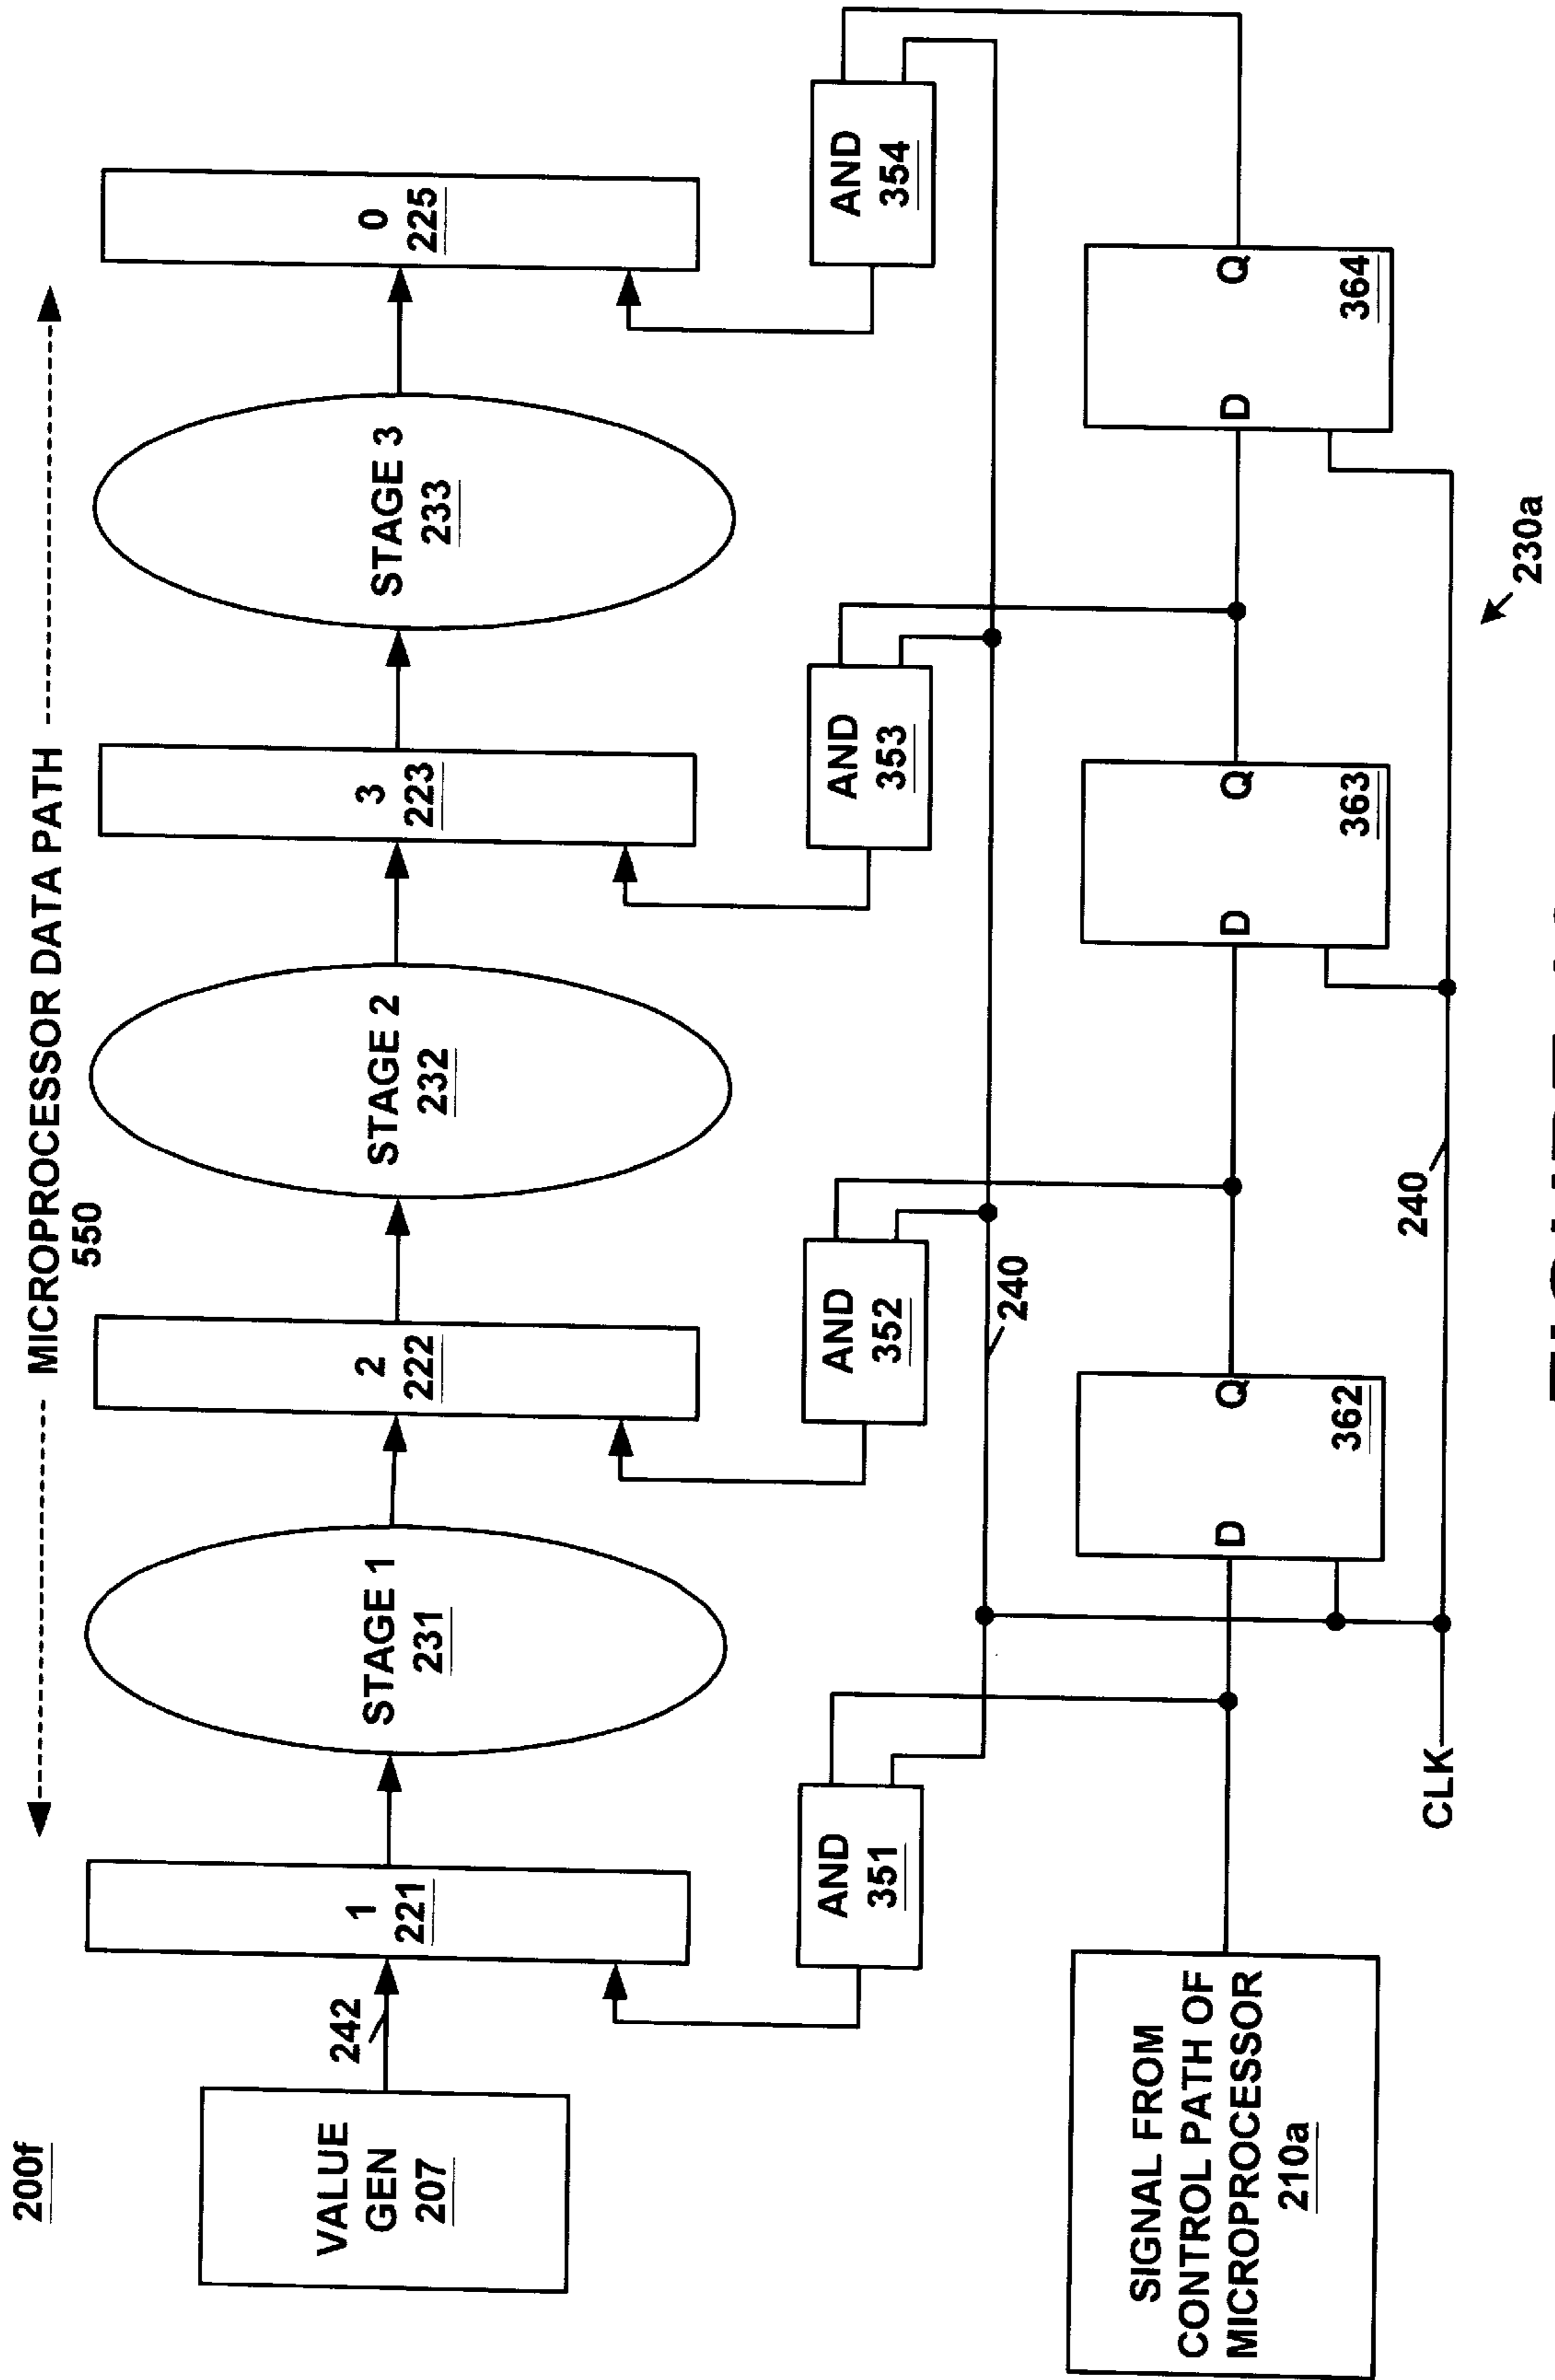 200f
MICROPROCESSOR DATA PATH
550
VALUE
GEN
207
242
1
221
STAGE 1
231
2
222
STAGE 2
232
3
223
STAGE 3
233
0
225
AND
351
AND
352
AND
353
AND
354
240
SIGNAL FROM
CONTROL PATH OF
MICROPROCESSOR
210a
D
Q
362
D
Q
363
D
Q
364
CLK
240
230a